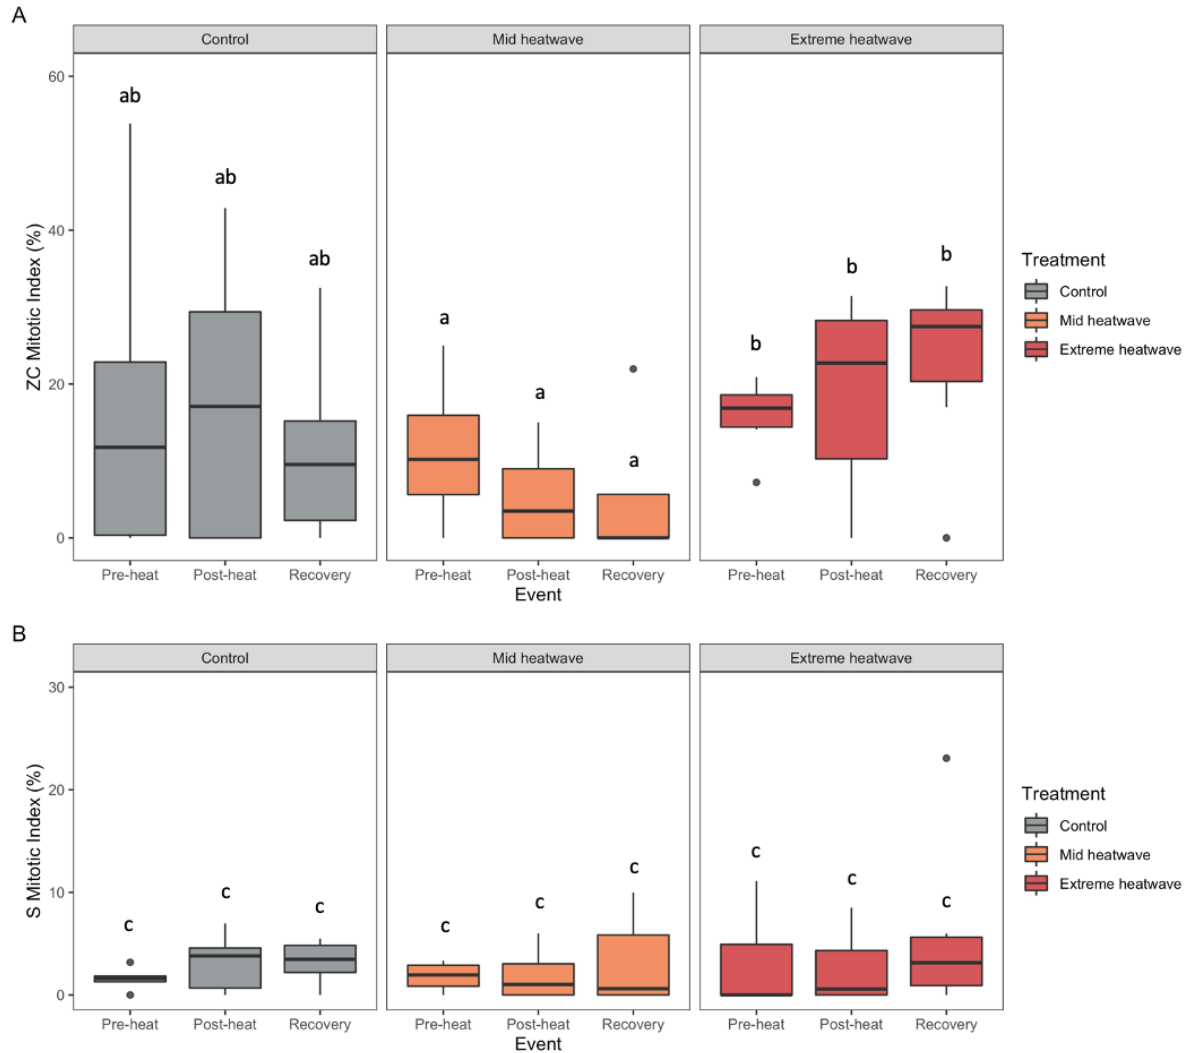 A
Control
Mid heatwave
Extreme heatwave
ZC Mitotic Index (%)
60
40
20
0
ab
ab
ab
a
a
a
b
b
b
Pre-heat
Post-heat
Recovery
Pre-heat
Post-heat
Recovery
Pre-heat
Post-heat
Recovery
Event
Treatment
Control
Mid heatwave
Extreme heatwave
B
Control
Mid heatwave
Extreme heatwave
S Mitotic Index (%)
30
20
10
0
c
c
c
c
c
c
c
c
c
Pre-heat
Post-heat
Recovery
Pre-heat
Post-heat
Recovery
Pre-heat
Post-heat
Recovery
Event
Treatment
Control
Mid heatwave
Extreme heatwave